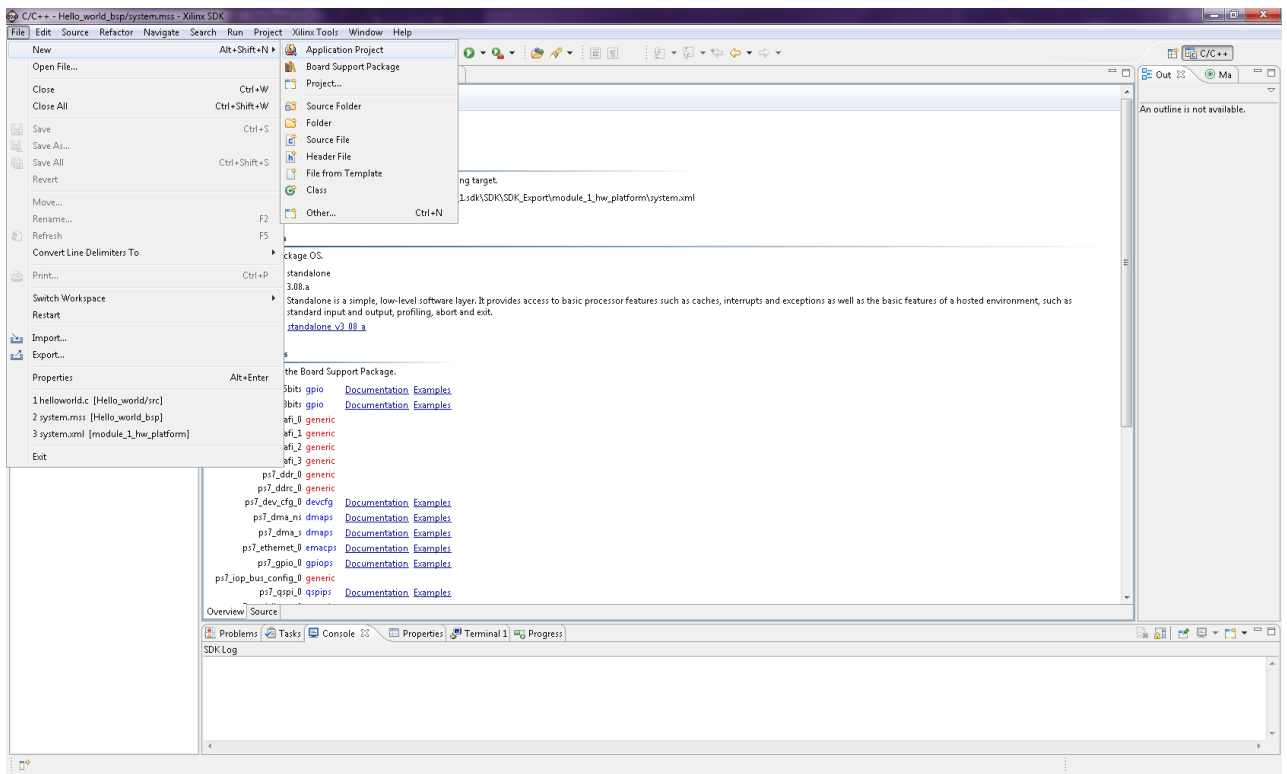 C/C++ - Hello_world_bsp/system.mss - Xilinx SDK
File Edit Source Refactor Navigate Search Run Project Xilinx Tools Window Help
New Alt+Shift+N
Open File...
Close Ctrl+W
Close All Ctrl+Shift+W
Save Ctrl+S
Save As...
Save All Ctrl+Shift+S
Revert
Move...
Rename... F2
Refresh F5
Convert Line Delimiters To
Print... Ctrl+P
Switch Workspace
Restart
Import...
Export...
Properties Alt+Enter
1 helloworld.c [Hello_world/src]
2 system.mss [Hello_world_bsp]
3 system.xml [module_1_hw_platform]
Exit
Application Project
Board Support Package
Project...
Source Folder
Folder
Source File
Header File
File from Template
Class
Other... Ctrl+N
C/C++
Out
Ma
An outline is not available.
ng target.
1.sdk\SDK\SDK_Export\module_1_hw_platform\system.xml
ckage OS.
standalone
3.08.a
Standalone is a simple, low-level software layer. It provides access to basic processor features such as caches, interrupts and exceptions as well as the basic features of a hosted environment, such as
standard input and output, profiling, abort and exit.
standalone_v3_08_a
s
the Board Support Package.
bits gpio Documentation Examples
bits gpio Documentation Examples
afi_0 generic
afi_1 generic
afi_2 generic
afi_3 generic
ps7_ddr_0 generic
ps7_ddrc_0 generic
ps7_dev_cfg_0 devcfg Documentation Examples
ps7_dma_ns dmaps Documentation Examples
ps7_dma_s dmaps Documentation Examples
ps7_ethernet_0 emacps Documentation Examples
ps7_gpio_0 gpiops Documentation Examples
ps7_iop_bus_config_0 generic
ps7_qspi_0 qspips Documentation Examples
Overview Source
Problems Tasks Console Properties Terminal 1 Progress
SDK Log